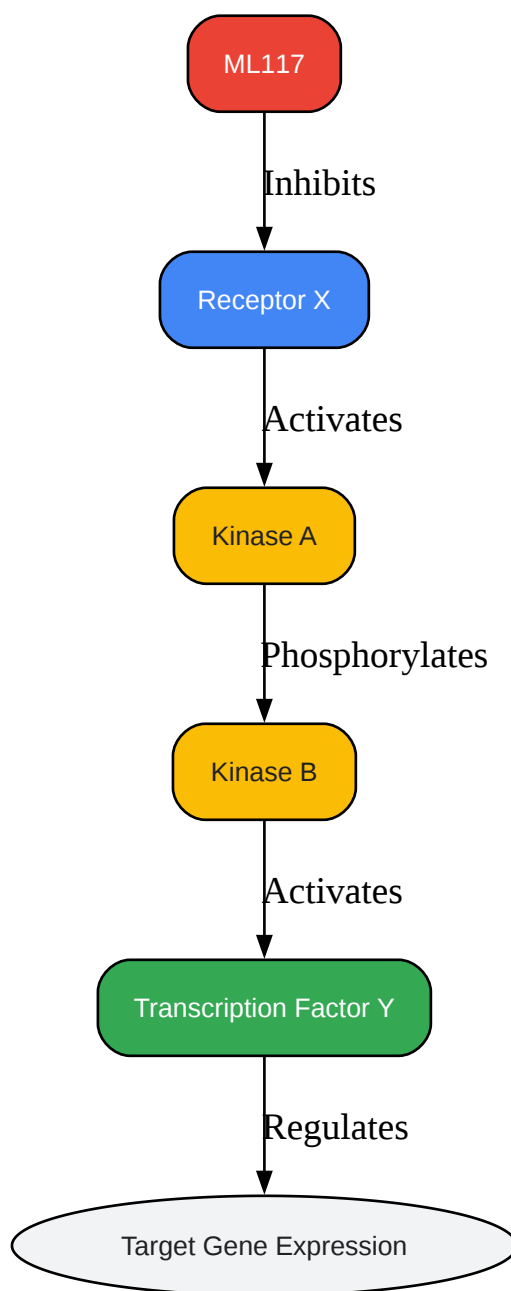 ML117
Inhibits
Receptor X
Activates
Kinase A
Phosphorylates
Kinase B
Activates
Transcription Factor Y
Regulates
Target Gene Expression